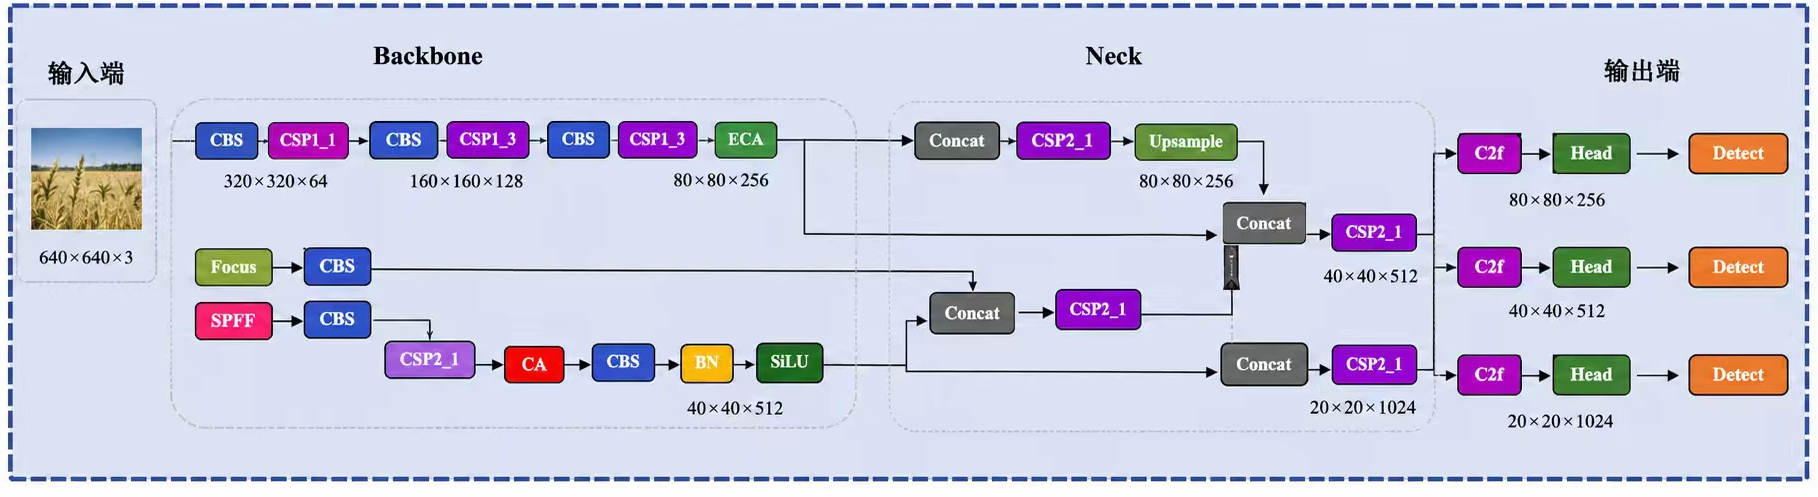 输入端
Backbone
Neck
输出端
640×640×3
CBS CSP1_1 CBS CSP1_3 CBS CSP1_3 ECA
320×320×64 160×160×128 80×80×256
Focus CBS
SPFF CBS
CSP2_1 CA CBS BN SiLU
40×40×512
Concat CSP2_1 Upsample
80×80×256
Concat CSP2_1
40×40×512
Concat CSP2_1
Concat CSP2_1
20×20×1024
C2f Head Detect
80×80×256
C2f Head Detect
40×40×512
C2f Head Detect
20×20×1024